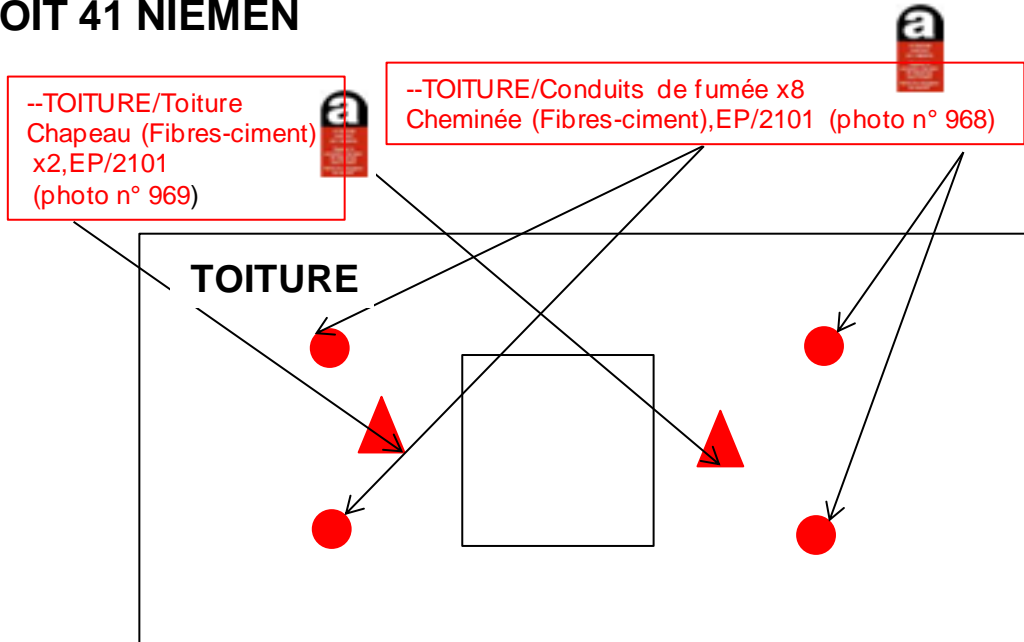 OIT 41 NIEMEN
--TOITURE/Toiture
Chapeau (Fibres-ciment)
x2,EP/2101
(photo n° 969)
a
--TOITURE/Conduits de fumée x8
Cheminée (Fibres-ciment),EP/2101 (photo n° 968)
a
TOITURE